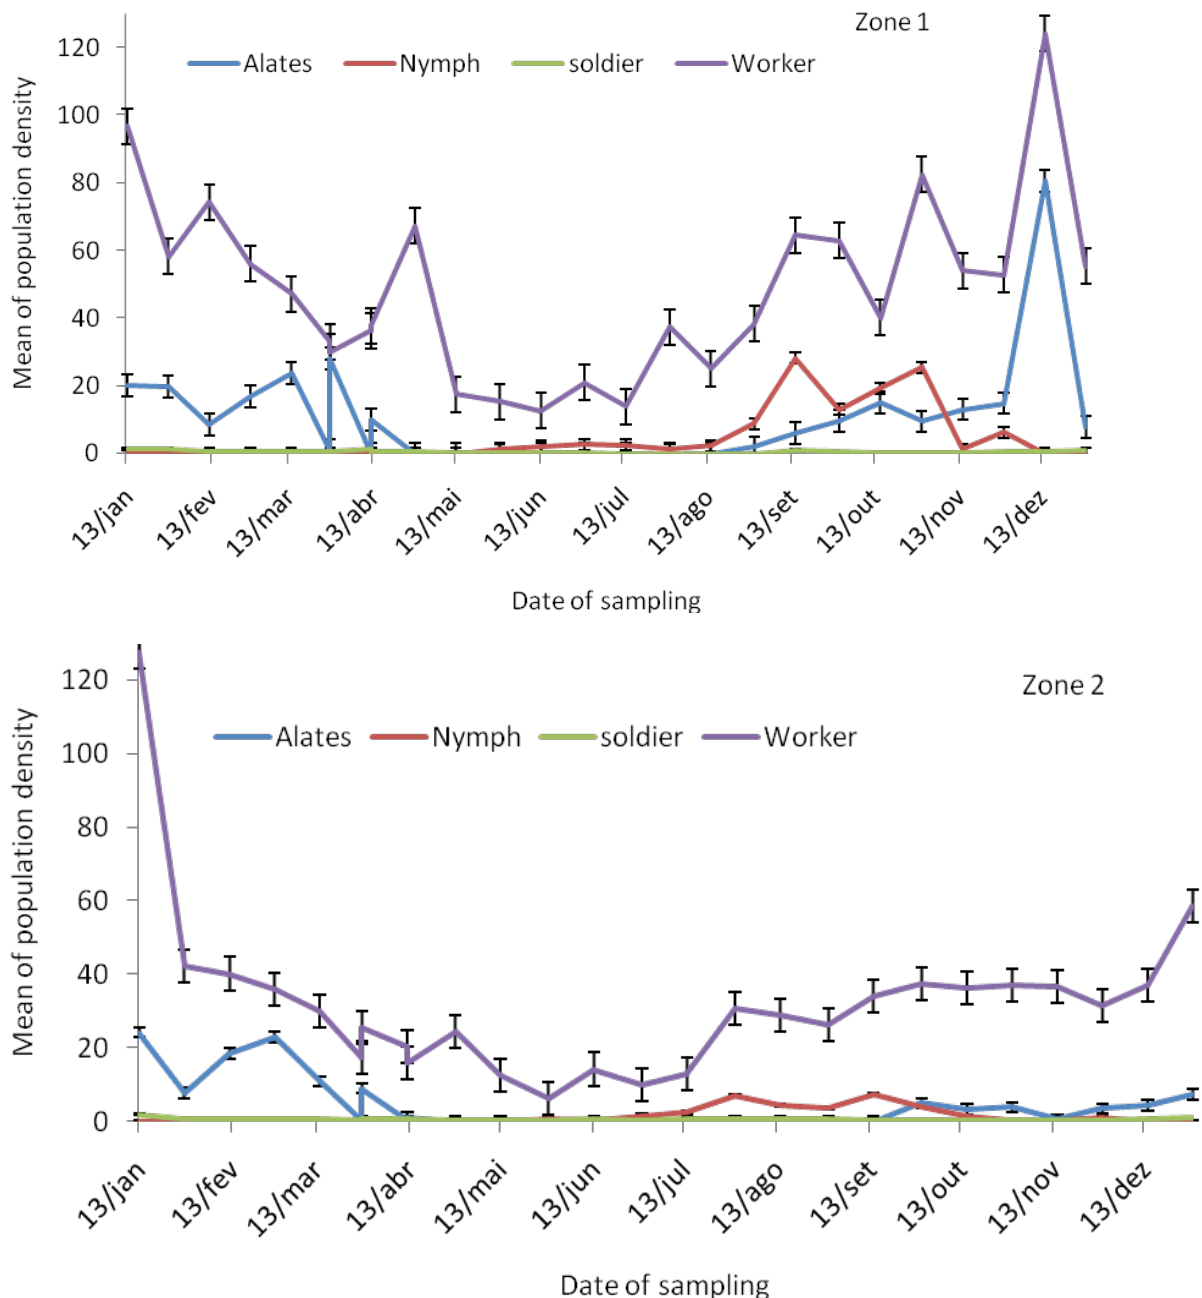 Zone 1
Alates Nymph soldier Worker
Mean of population density
120
100
80
60
40
20
0
13/jan 13/fev 13/mar 13/abr 13/mai 13/jun 13/jul 13/ago 13/set 13/out 13/nov 13/dez
Date of sampling
Zone 2
Alates Nymph soldier Worker
Mean of population density
120
100
80
60
40
20
0
13/jan 13/fev 13/mar 13/abr 13/mai 13/jun 13/jul 13/ago 13/set 13/out 13/nov 13/dez
Date of sampling